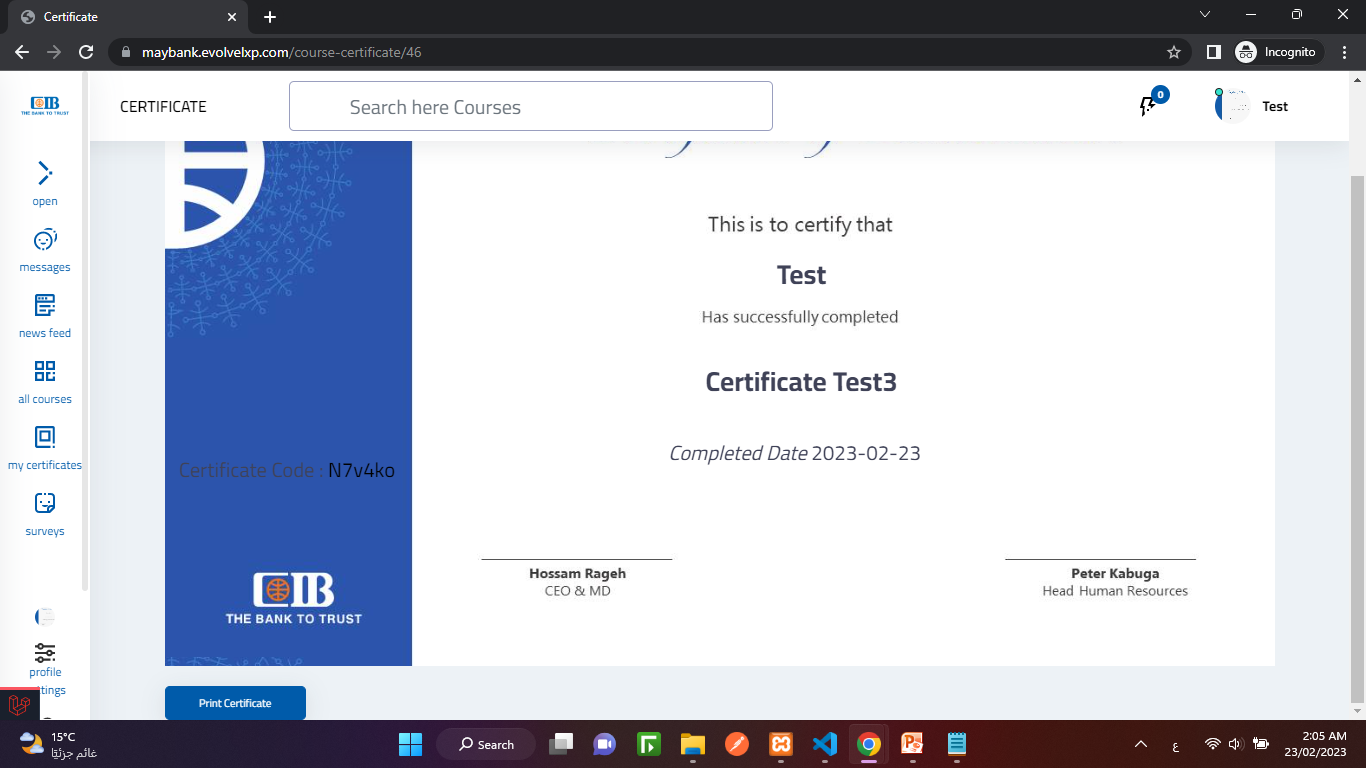 Certificate
maybank.evolvelxp.com/course-certificate/46
Incognito
CIB
THE BANK TO TRUST
CERTIFICATE
Search here Courses
0
Test
open
messages
news feed
all courses
my certificates
surveys
profile
ttings
This is to certify that
Test
Has successfully completed
Certificate Test3
Completed Date 2023-02-23
Certificate Code : N7v4ko
CIB
THE BANK TO TRUST
Hossam Rageh
CEO & MD
Peter Kabuga
Head Human Resources
Print Certificate
15°C
غائم جزئيًا
Search
ع
2:05 AM
23/02/2023